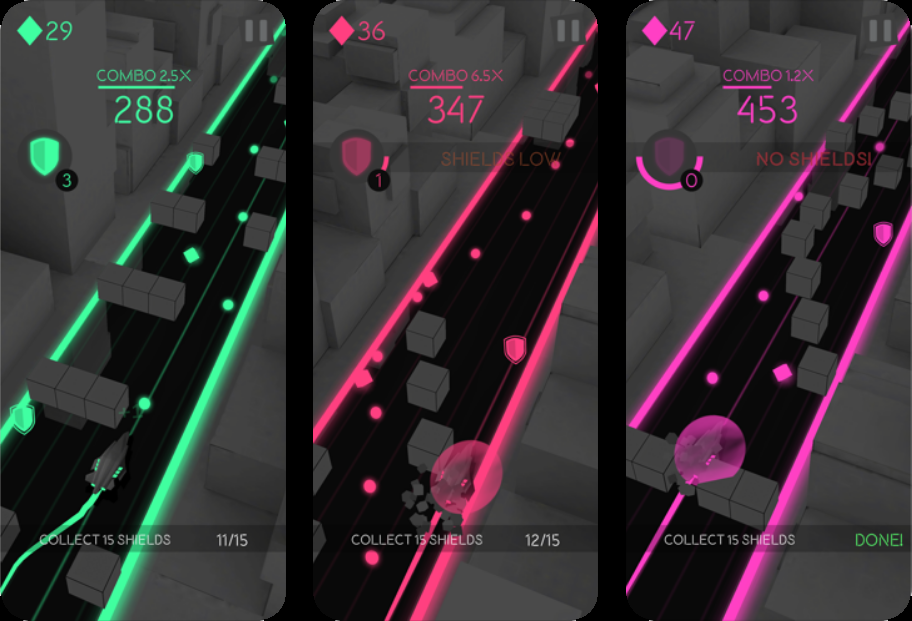 29
COMBO 2.5X
288
3
COLLECT 15 SHIELDS 11/15
36
COMBO 6.5X
347
SHIELDS LOW!
1
COLLECT 15 SHIELDS 12/15
47
COMBO 1.2X
453
NO SHIELDS!
0
COLLECT 15 SHIELDS DONE!